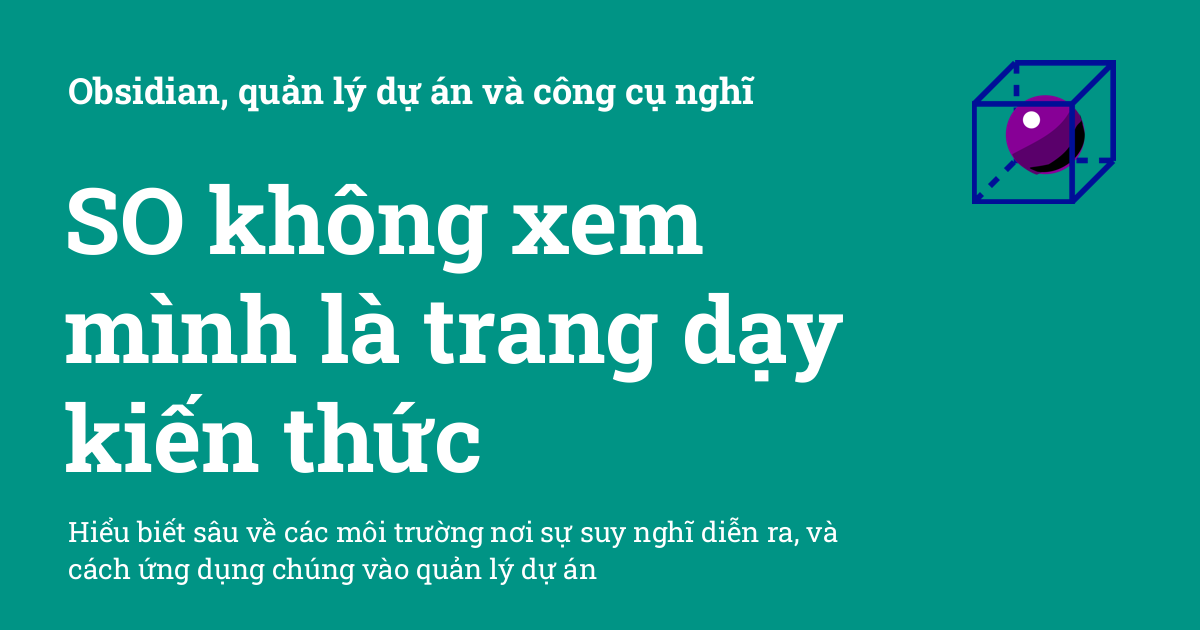 Obsidian, quản lý dự án và công cụ nghĩ
SO không xem
mình là trang dạy
kiến thức
Hiểu biết sâu về các môi trường nơi sự suy nghĩ diễn ra, và
cách ứng dụng chúng vào quản lý dự án